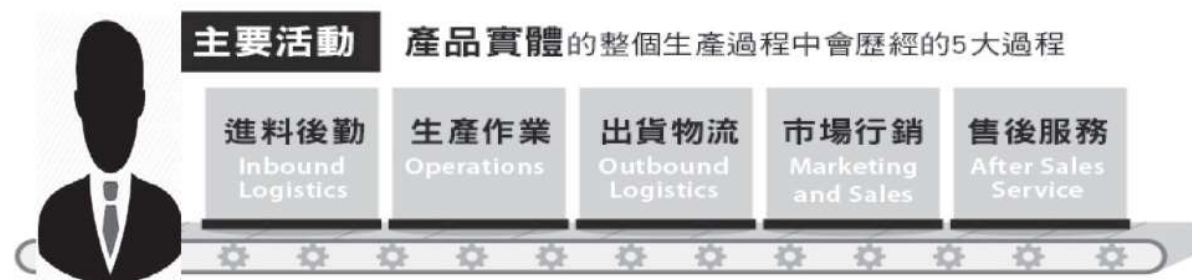 主要活動 產品實體的整個生產過程中會歷經的5大過程
進料後勤
Inbound
Logistics
生產作業
Operations
出貨物流
Outbound
Logistics
市場行銷
Marketing
and Sales
售後服務
After Sales
Service